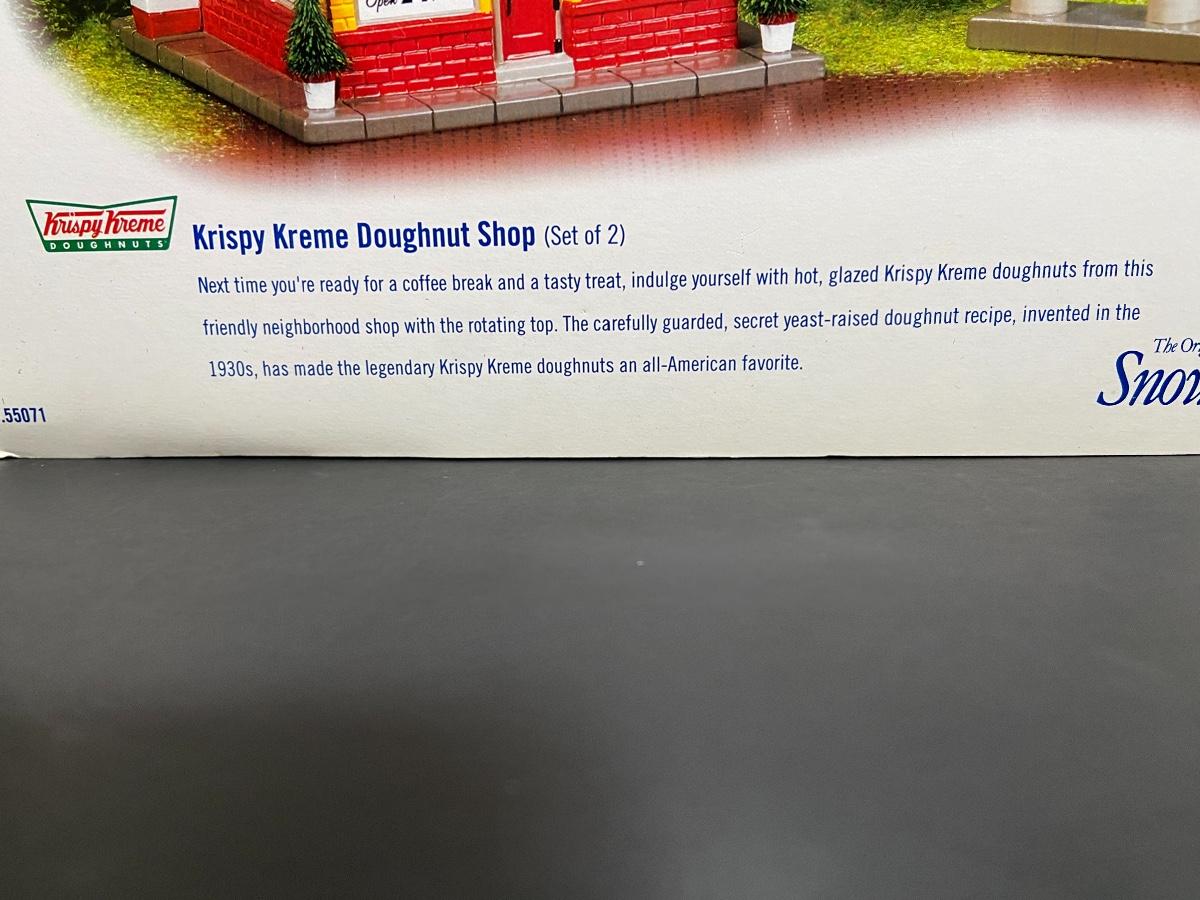 Open
Krispy Kreme
DOUGHNUTS
Krispy Kreme Doughnut Shop (Set of 2)
Next time you're ready for a coffee break and a tasty treat, indulge yourself with hot, glazed Krispy Kreme doughnuts from this
friendly neighborhood shop with the rotating top. The carefully guarded, secret yeast-raised doughnut recipe, invented in the
1930s, has made the legendary Krispy Kreme doughnuts an all-American favorite.
The
.55071